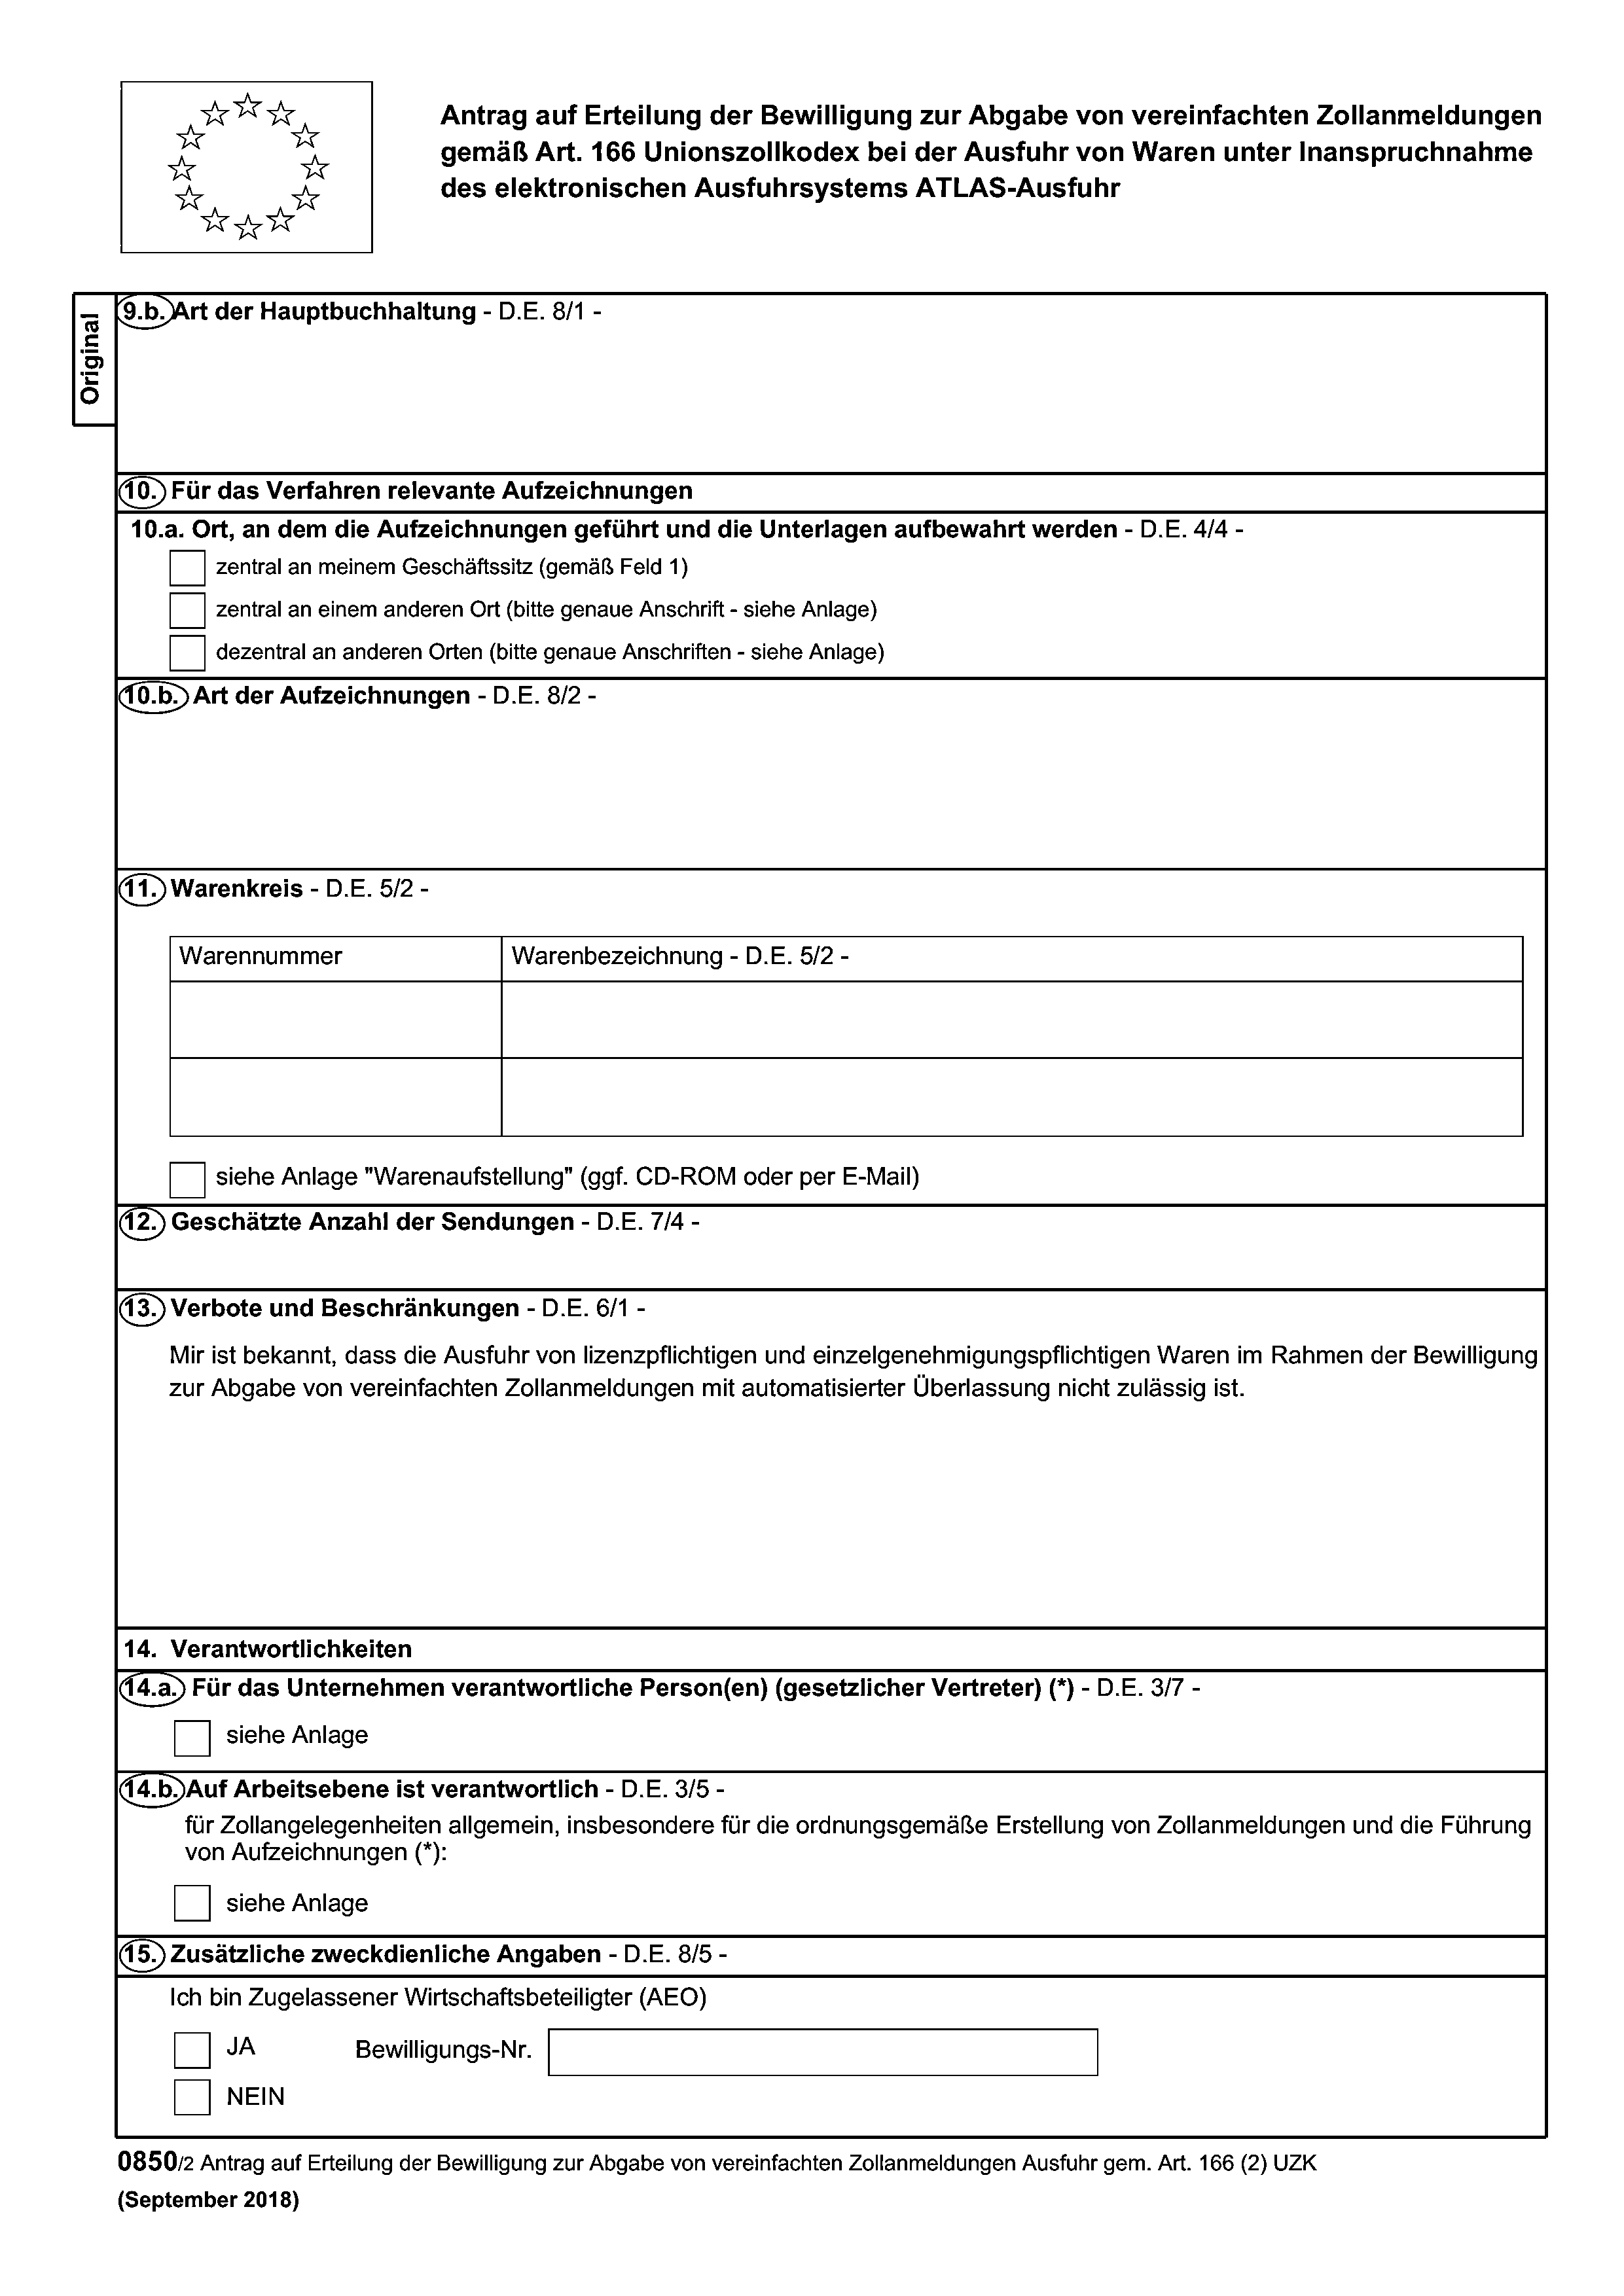 Antrag auf Erteilung der Bewilligung zur Abgabe von vereinfachten Zollanmeldungen
gemäß Art. 166 Unionszollkodex bei der Ausfuhr von Waren unter Inanspruchnahme
des elektronischen Ausfuhrsystems ATLAS-Ausfuhr
Original
9.b. Art der Hauptbuchhaltung - D.E. 8/1 -
10. Für das Verfahren relevante Aufzeichnungen
10.a. Ort, an dem die Aufzeichnungen geführt und die Unterlagen aufbewahrt werden - D.E. 4/4 -
zentral an meinem Geschäftssitz (gemäß Feld 1)
zentral an einem anderen Ort (bitte genaue Anschrift - siehe Anlage)
dezentral an anderen Orten (bitte genaue Anschriften - siehe Anlage)
10.b. Art der Aufzeichnungen - D.E. 8/2 -
11. Warenkreis - D.E. 5/2 -
Warennummer Warenbezeichnung - D.E. 5/2 -
siehe Anlage "Warenaufstellung" (ggf. CD-ROM oder per E-Mail)
12. Geschätzte Anzahl der Sendungen - D.E. 7/4 -
13. Verbote und Beschränkungen - D.E. 6/1 -
Mir ist bekannt, dass die Ausfuhr von lizenzpflichtigen und einzelgenehmigungspflichtigen Waren im Rahmen der Bewilligung
zur Abgabe von vereinfachten Zollanmeldungen mit automatisierter Überlassung nicht zulässig ist.
14. Verantwortlichkeiten
14.a. Für das Unternehmen verantwortliche Person(en) (gesetzlicher Vertreter) (*) - D.E. 3/7 -
siehe Anlage
14.b. Auf Arbeitsebene ist verantwortlich - D.E. 3/5 -
für Zollangelegenheiten allgemein, insbesondere für die ordnungsgemäße Erstellung von Zollanmeldungen und die Führung
von Aufzeichnungen (*):
siehe Anlage
15. Zusätzliche zweckdienliche Angaben - D.E. 8/5 -
Ich bin Zugelassener Wirtschaftsbeteiligter (AEO)
JA Bewilligungs-Nr.
NEIN
0850/2 Antrag auf Erteilung der Bewilligung zur Abgabe von vereinfachten Zollanmeldungen Ausfuhr gem. Art. 166 (2) UZK
(September 2018)